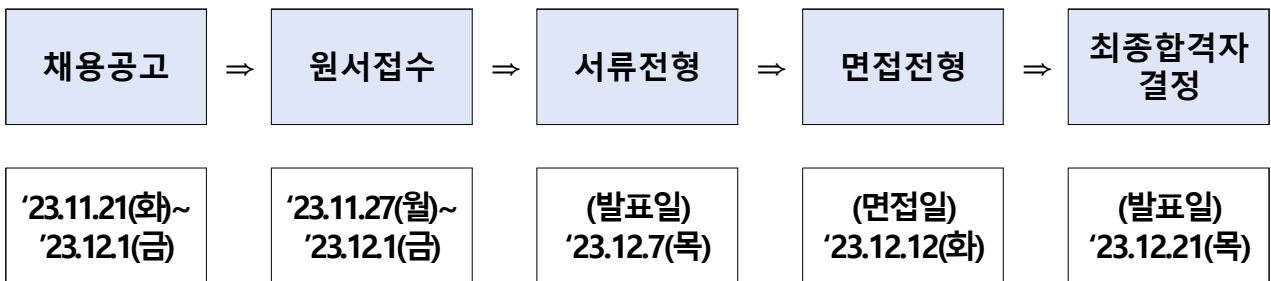 채용공고 ⇒ 원서접수 ⇒ 서류전형 ⇒ 면접전형 ⇒ 최종합격자
결정
‘23.11.21(화)~
’23.12.1(금)
‘23.11.27(월)~
’23.12.1(금)
(발표일)
‘23.12.7(목)
(면접일)
‘23.12.12(화)
(발표일)
‘23.12.21(목)